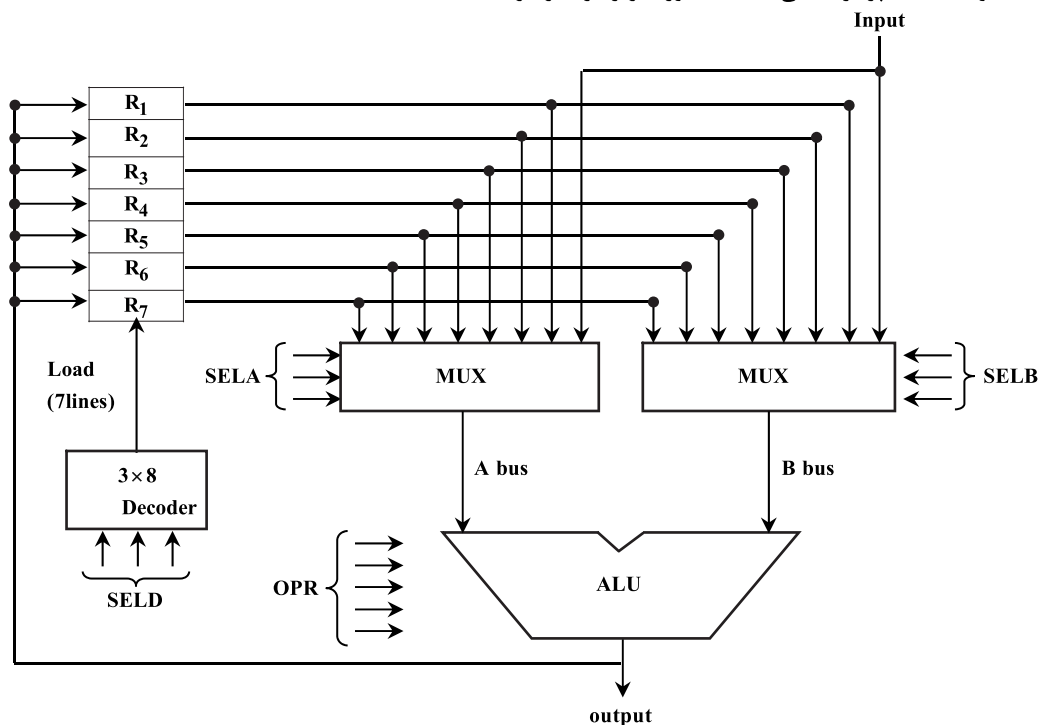 Input
R1
R2
R3
R4
R5
R6
R7
Load
(7lines)
SELA
MUX
MUX
SELB
3×8
Decoder
A bus
B bus
SELD
OPR
ALU
output